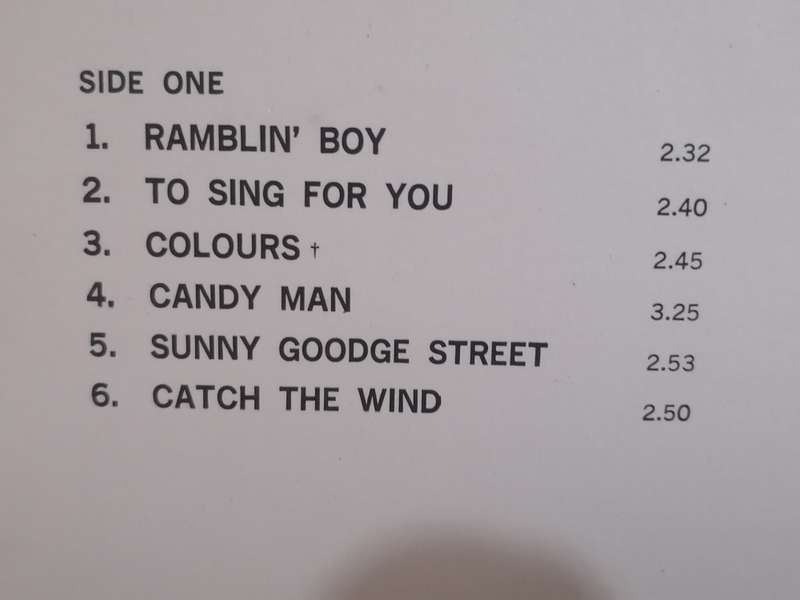 SIDE ONE
1. RAMBLIN' BOY 2.32
2. TO SING FOR YOU 2.40
3. COLOURS † 2.45
4. CANDY MAN 3.25
5. SUNNY GOODGE STREET 2.53
6. CATCH THE WIND 2.50